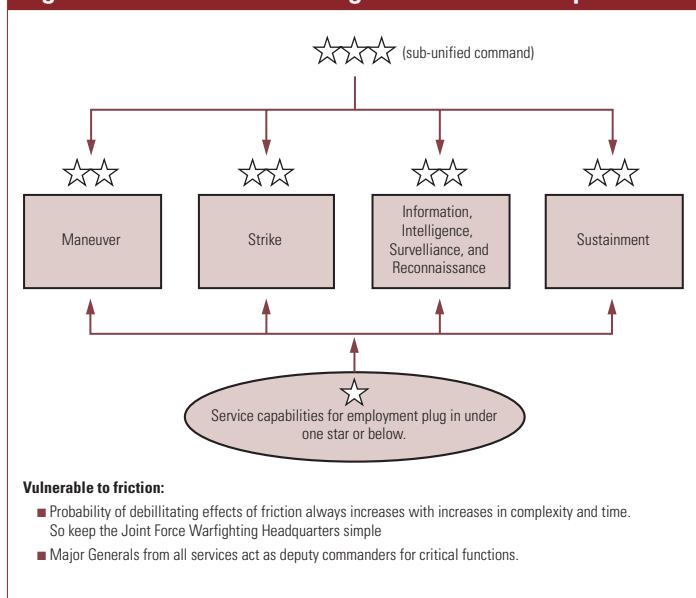 (sub-unified command)
Maneuver
Strike
Information,
Intelligence,
Survelliance, and
Reconnaissance
Sustainment
Service capabilities for employment plug in under
one star or below.
Vulnerable to friction:
■ Probability of debillitating effects of friction always increases with increases in complexity and time.
So keep the Joint Force Warfighting Headquarters simple
■ Major Generals from all services act as deputy commanders for critical functions.